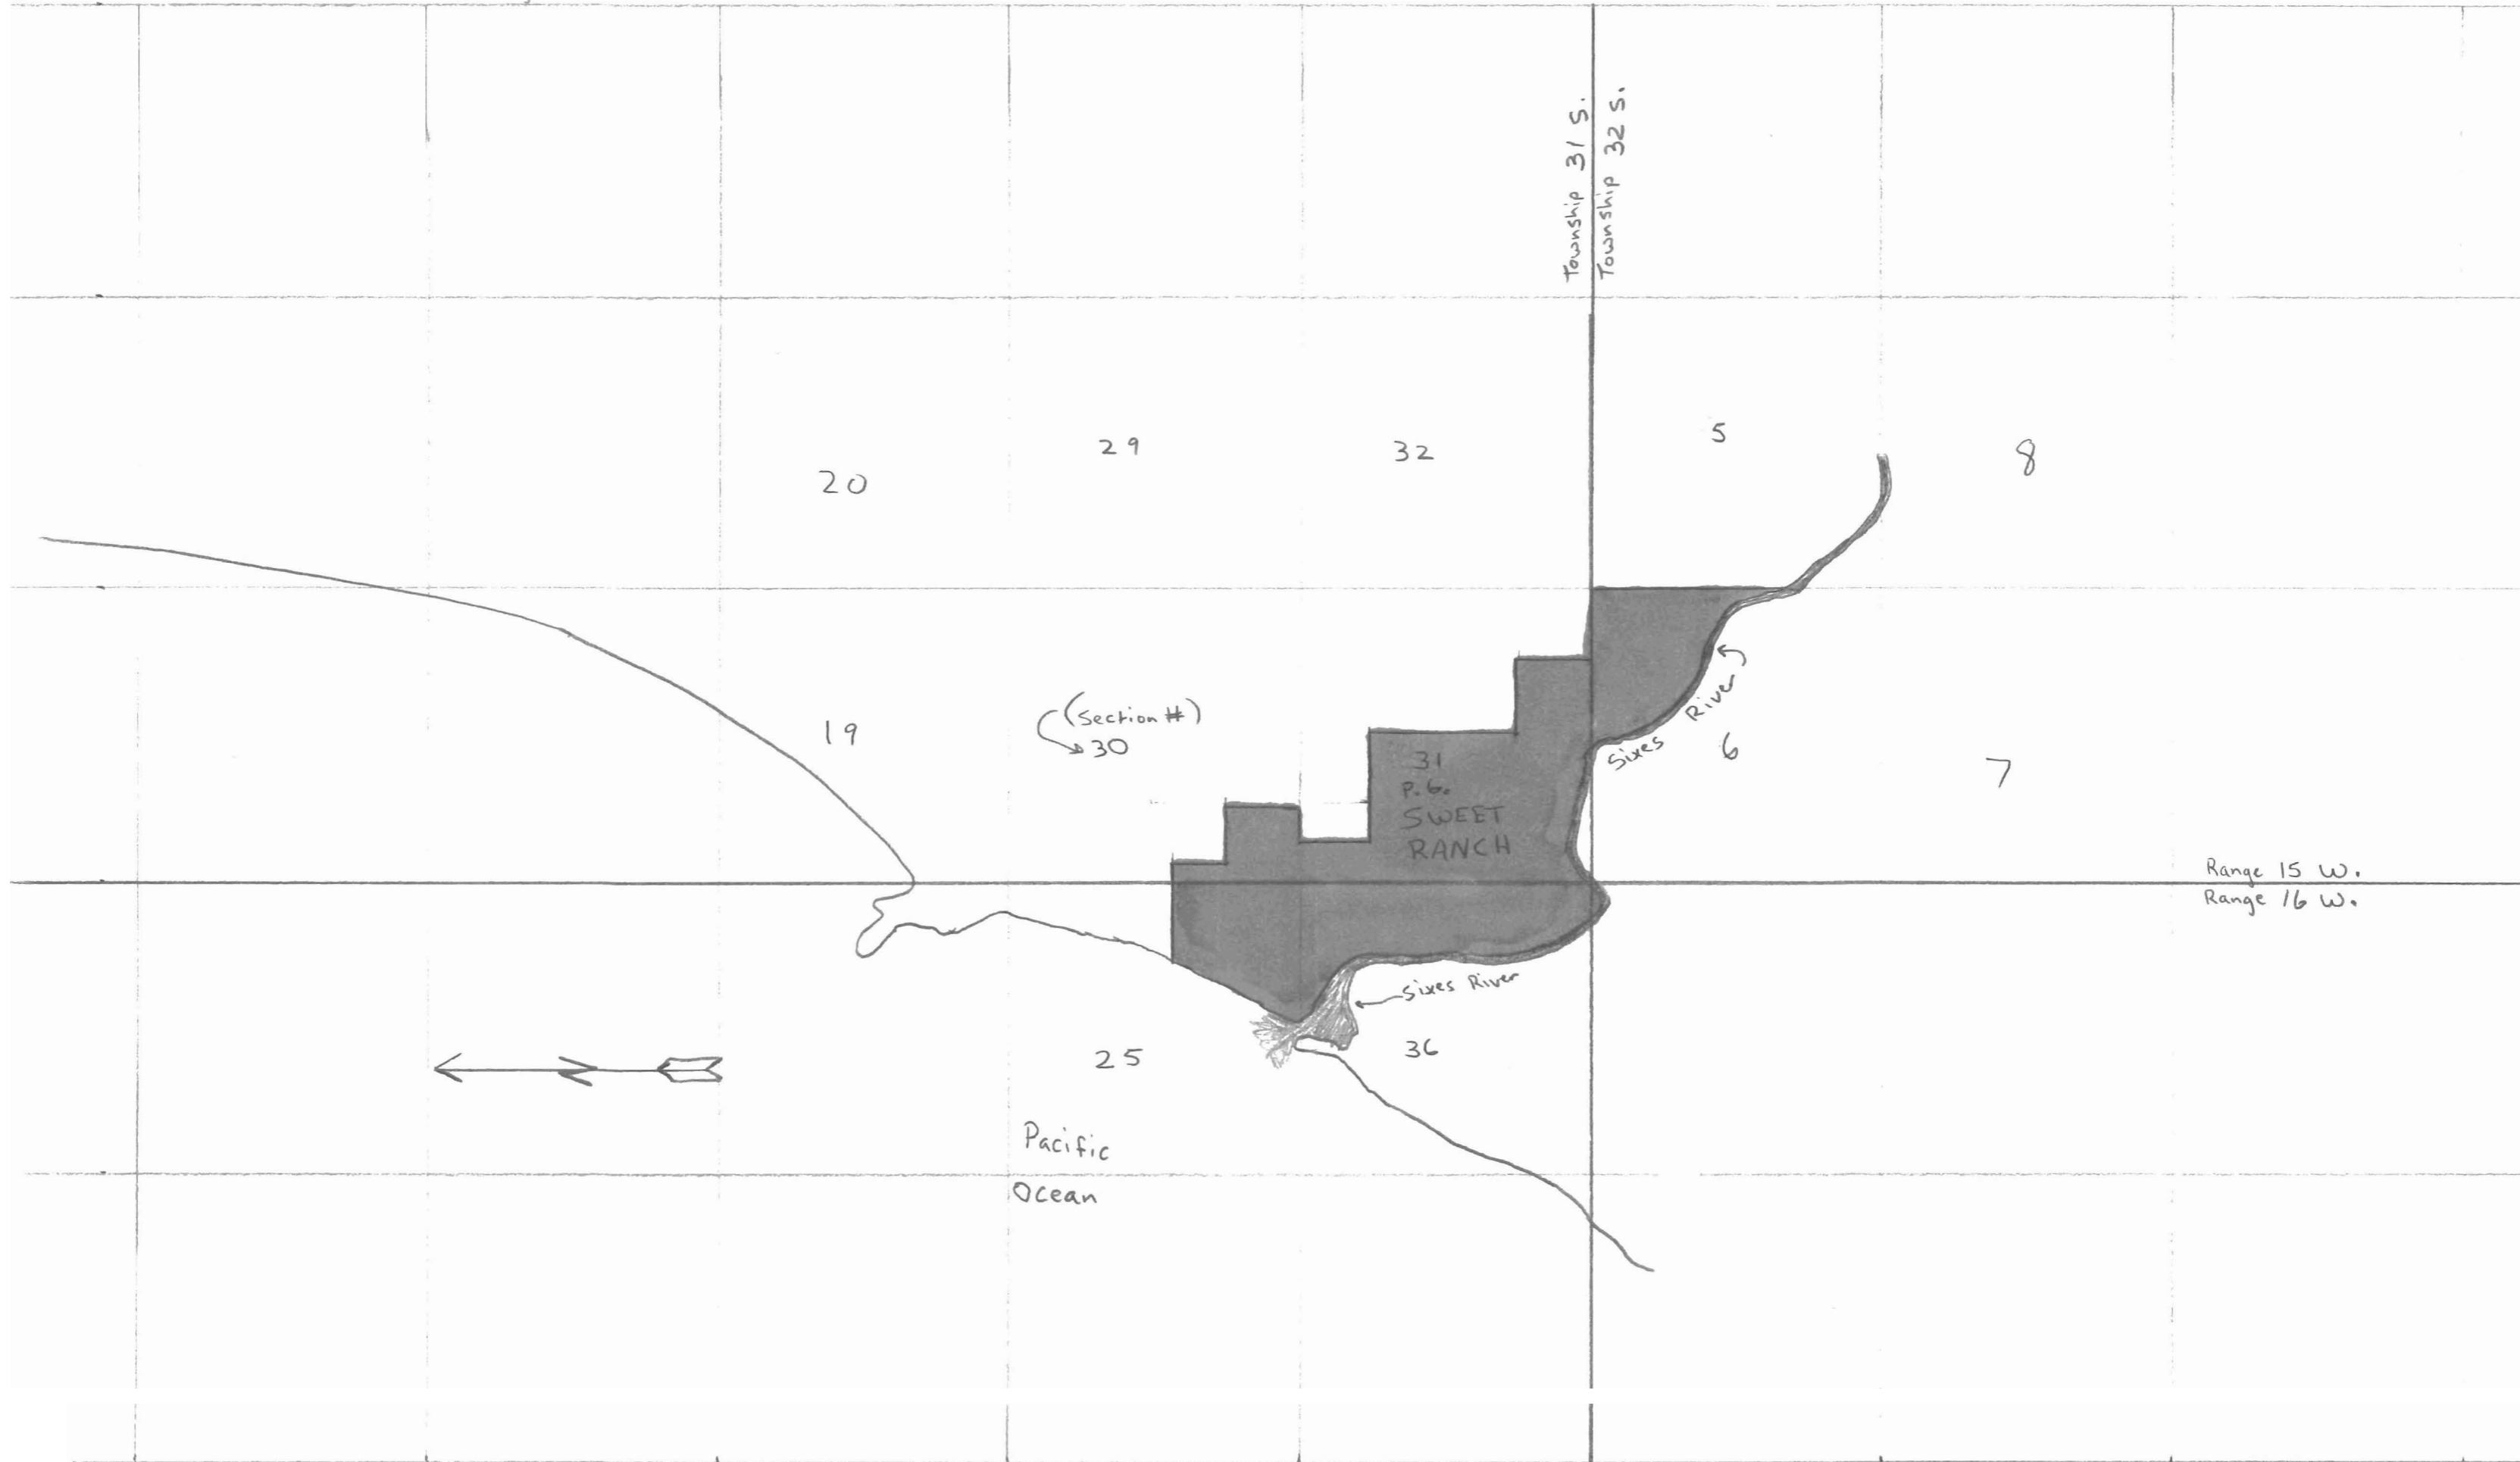 Township 31 S.
Township 32 S.
5
29
32
8
20
(Section #)
30
19
31
P. G.
SWEET
RANCH
Sixes River
6
7
Range 15 W.
Range 16 W.
Sixes River
25
36
Pacific
Ocean